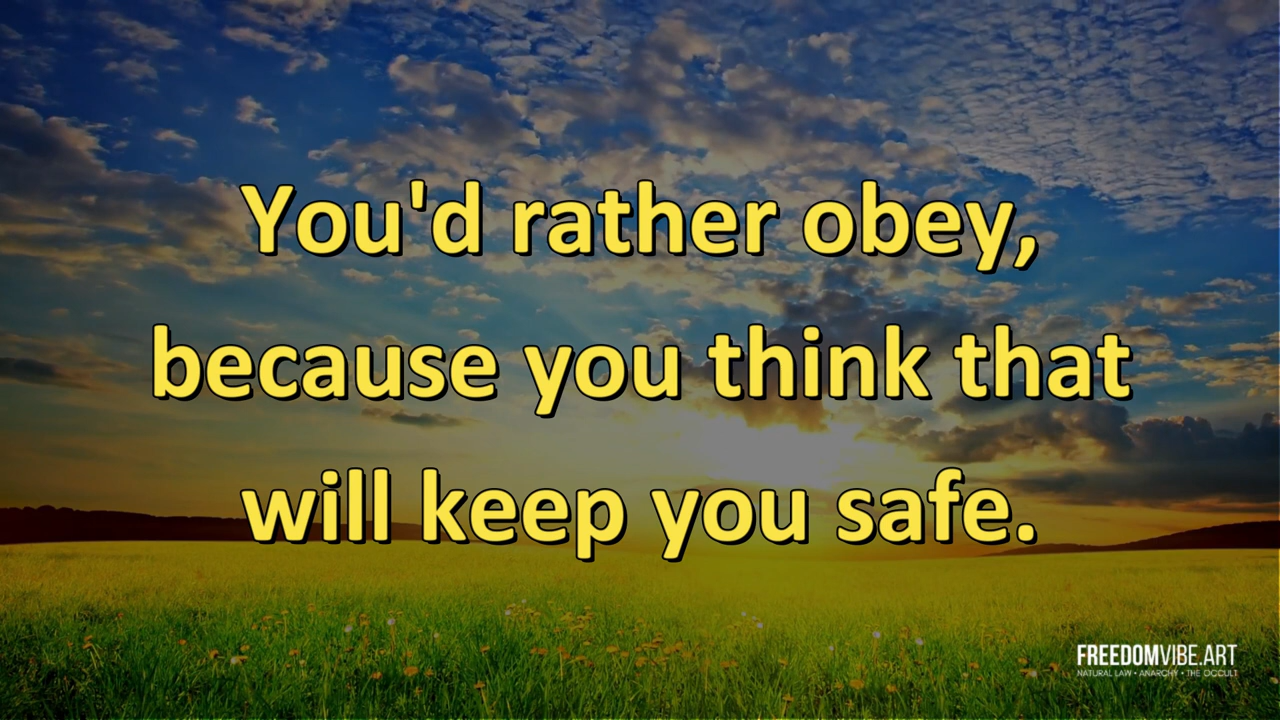 You'd rather obey,
because you think that
will keep you safe.
FREEDOMVIBE.ART
NATURAL LAW • ANARCHY • THE OCCULT